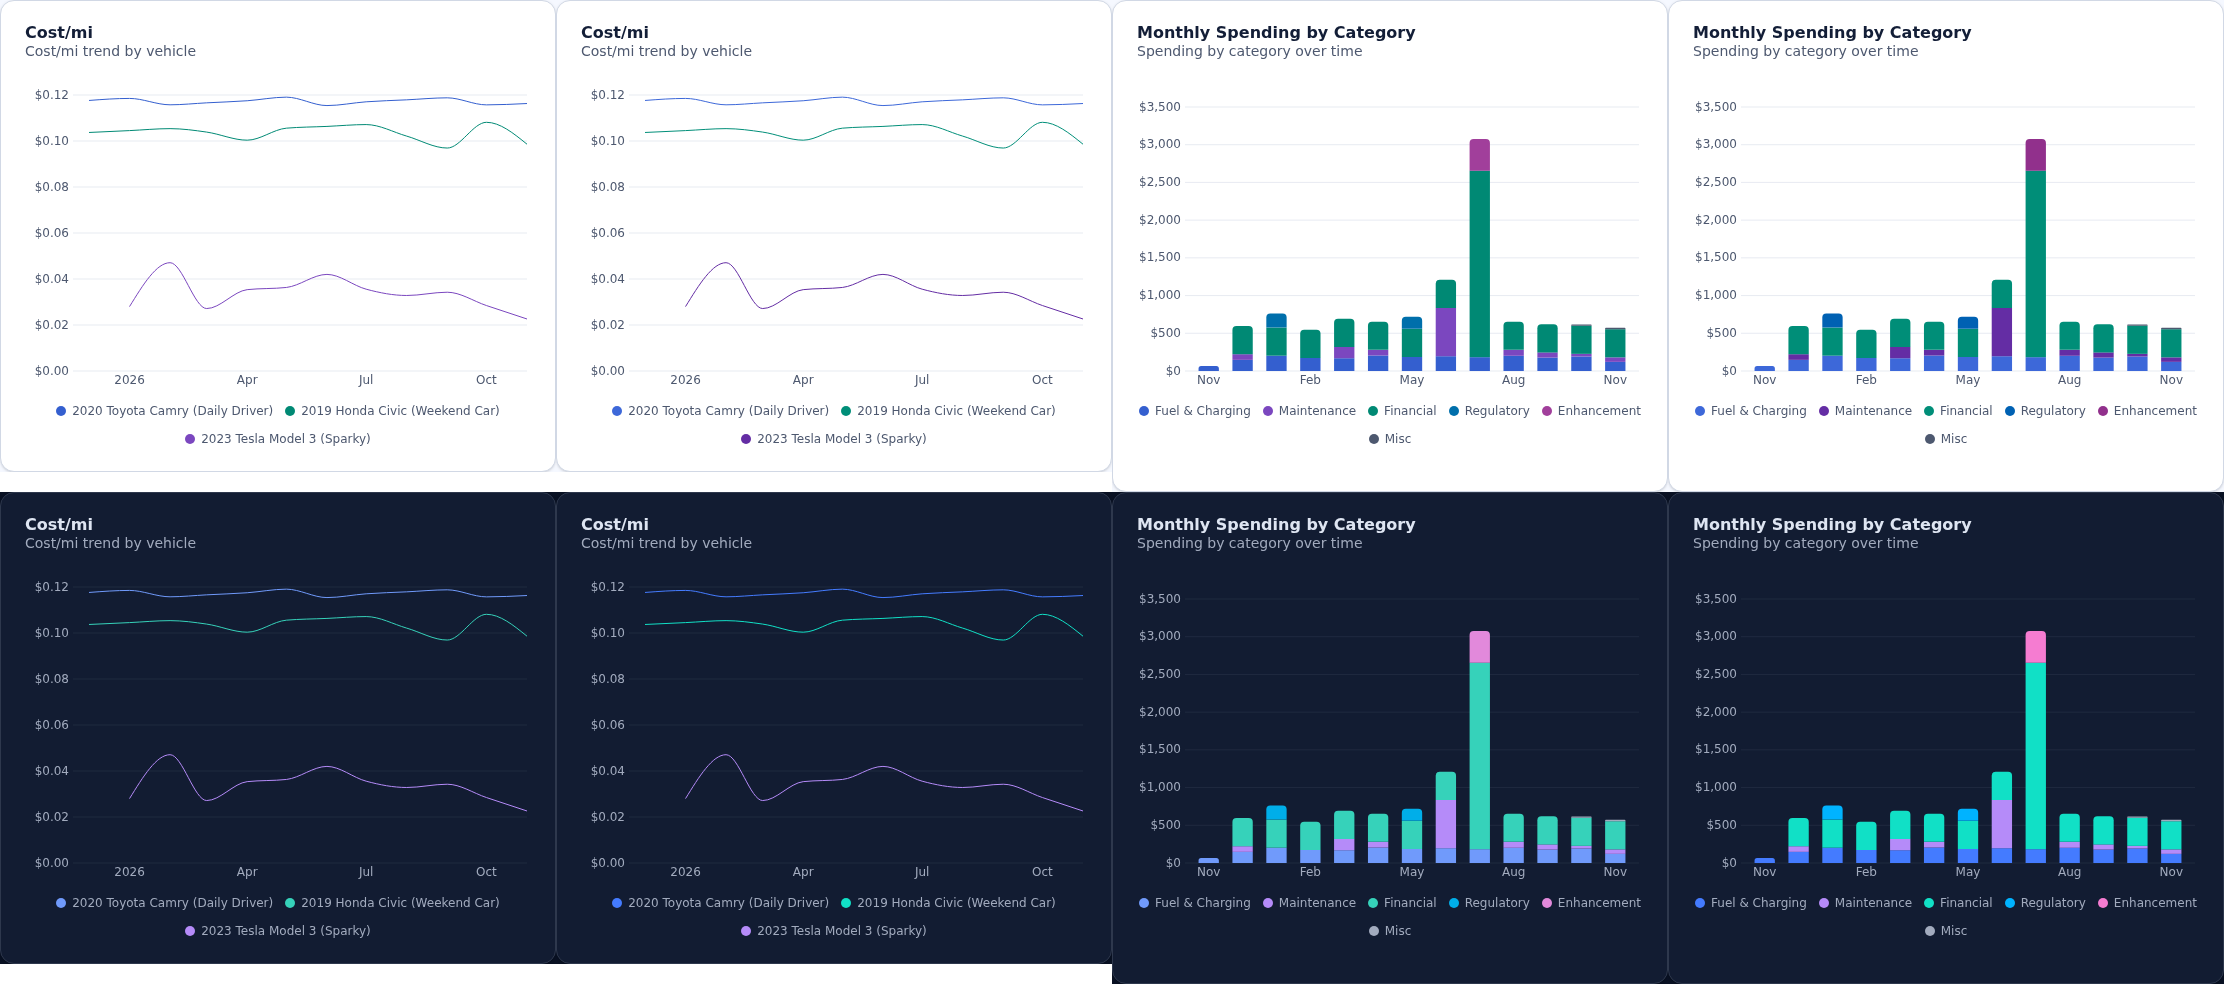 Cost/mi
Cost/mi trend by vehicle
$0.12
$0.10
$0.08
$0.06
$0.04
$0.02
$0.00
2026 Apr Jul Oct
2020 Toyota Camry (Daily Driver) 2019 Honda Civic (Weekend Car)
2023 Tesla Model 3 (Sparky)
Cost/mi
Cost/mi trend by vehicle
$0.12
$0.10
$0.08
$0.06
$0.04
$0.02
$0.00
2026 Apr Jul Oct
2020 Toyota Camry (Daily Driver) 2019 Honda Civic (Weekend Car)
2023 Tesla Model 3 (Sparky)
Monthly Spending by Category
Spending by category over time
$3,500
$3,000
$2,500
$2,000
$1,500
$1,000
$500
$0
Nov Feb May Aug Nov
Fuel & Charging Maintenance Financial Regulatory Enhancement
Misc
Monthly Spending by Category
Spending by category over time
$3,500
$3,000
$2,500
$2,000
$1,500
$1,000
$500
$0
Nov Feb May Aug Nov
Fuel & Charging Maintenance Financial Regulatory Enhancement
Misc
Cost/mi
Cost/mi trend by vehicle
$0.12
$0.10
$0.08
$0.06
$0.04
$0.02
$0.00
2026 Apr Jul Oct
2020 Toyota Camry (Daily Driver) 2019 Honda Civic (Weekend Car)
2023 Tesla Model 3 (Sparky)
Cost/mi
Cost/mi trend by vehicle
$0.12
$0.10
$0.08
$0.06
$0.04
$0.02
$0.00
2026 Apr Jul Oct
2020 Toyota Camry (Daily Driver) 2019 Honda Civic (Weekend Car)
2023 Tesla Model 3 (Sparky)
Monthly Spending by Category
Spending by category over time
$3,500
$3,000
$2,500
$2,000
$1,500
$1,000
$500
$0
Nov Feb May Aug Nov
Fuel & Charging Maintenance Financial Regulatory Enhancement
Misc
Monthly Spending by Category
Spending by category over time
$3,500
$3,000
$2,500
$2,000
$1,500
$1,000
$500
$0
Nov Feb May Aug Nov
Fuel & Charging Maintenance Financial Regulatory Enhancement
Misc